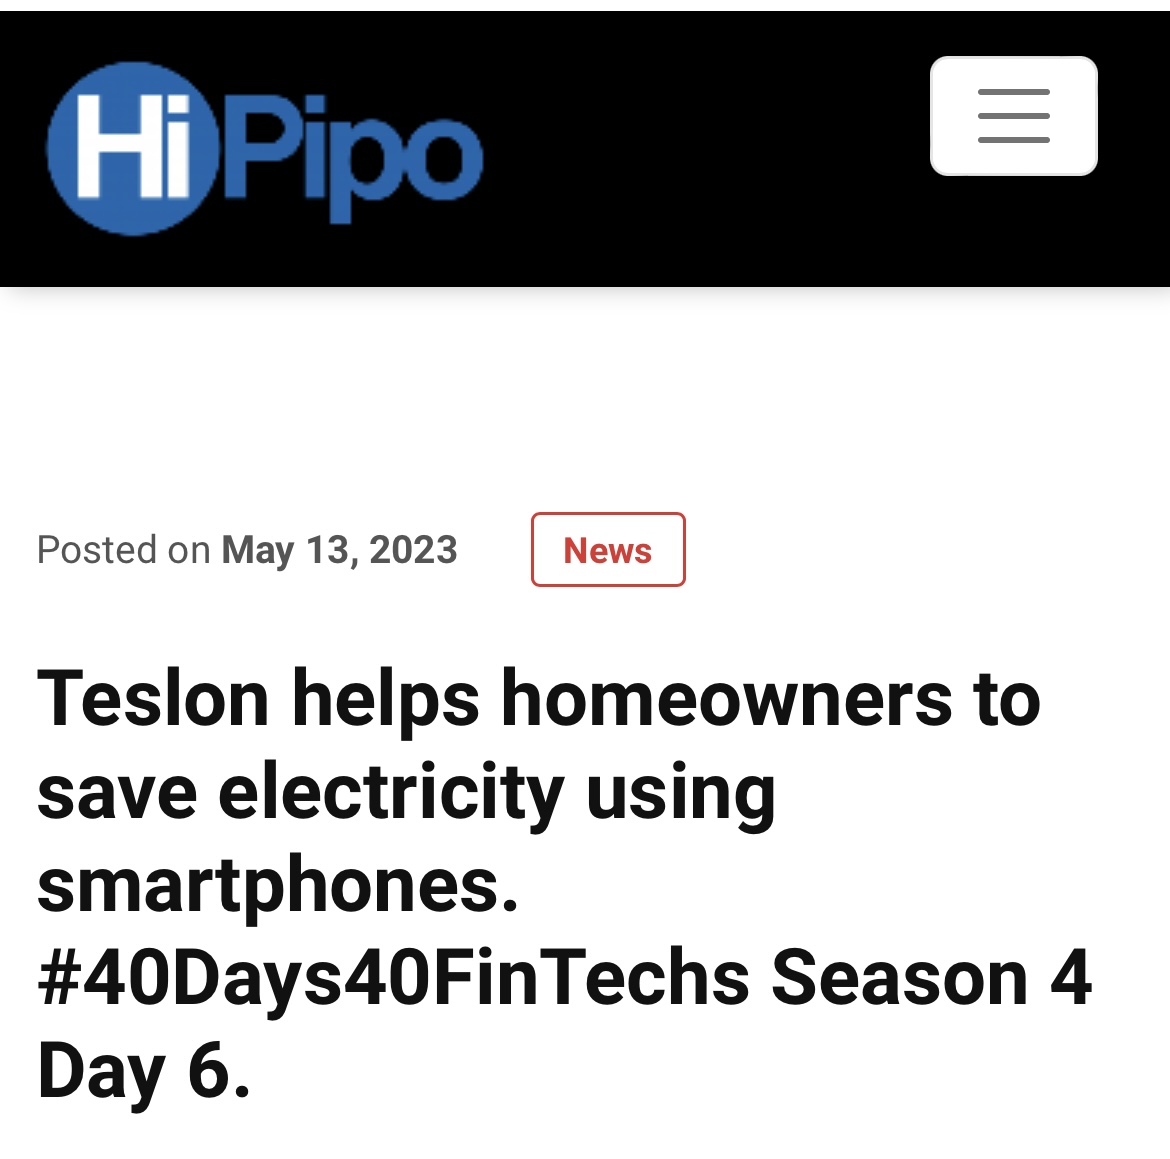 HiPipo
Posted on May 13, 2023
News
Teslon helps homeowners to
save electricity using
smartphones.
#40Days40FinTechs Season 4
Day 6.